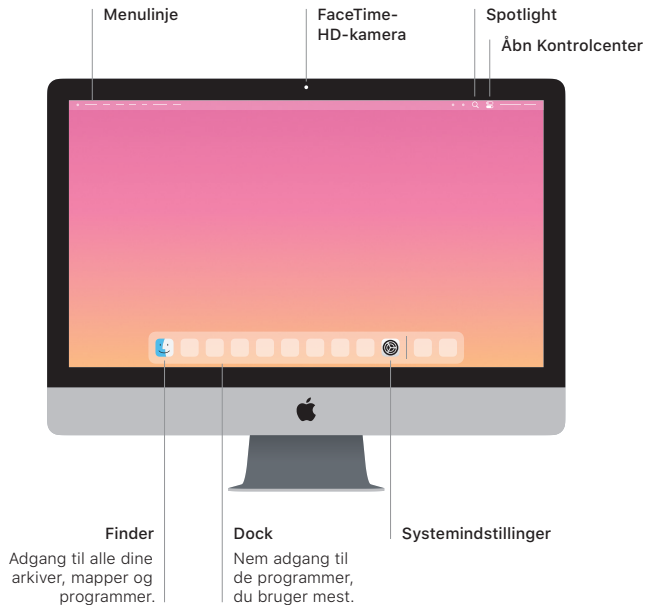 Menulinje
FaceTime-
HD-kamera
Spotlight
Åbn Kontrolcenter
Finder
Adgang til alle dine
arkiver, mapper og
programmer.
Dock
Nem adgang til
de programmer,
du bruger mest.
Systemindstillinger